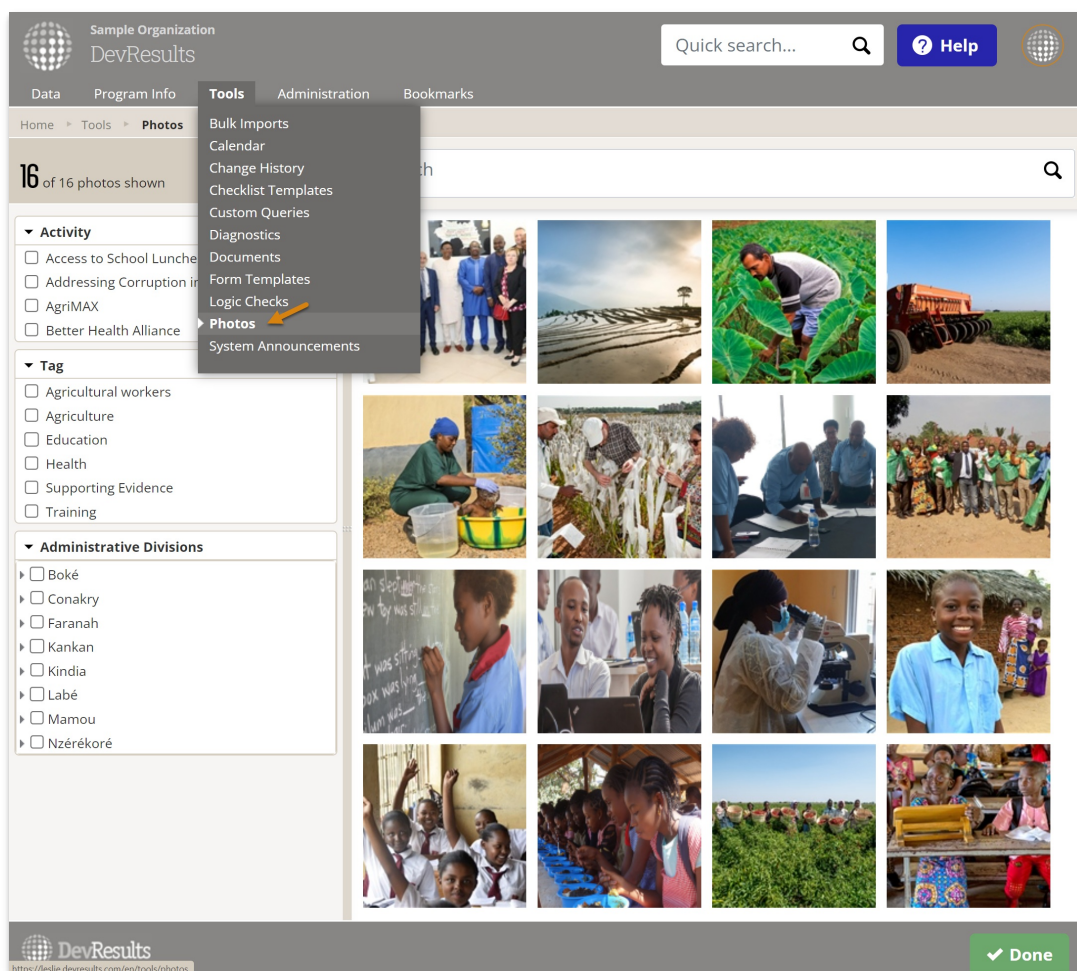 Sample Organization
DevResults
Quick search...
Help
Data Program Info Tools Administration Bookmarks
Home Tools Photos
Bulk Imports
Calendar
Change History
Checklist Templates
Custom Queries
Diagnostics
Documents
Form Templates
Logic Checks
Photos
System Announcements
16 of 16 photos shown
Activity
Access to School Lunche
Addressing Corruption in
AgriMAX
Better Health Alliance
Tag
Agricultural workers
Agriculture
Education
Health
Supporting Evidence
Training
Administrative Divisions
Boké
Conakry
Faranah
Kankan
Kindia
Labé
Mamou
Nzérékoré
was sitting
DevResults
Done
https://leslie.devresults.com/en/tools/photos